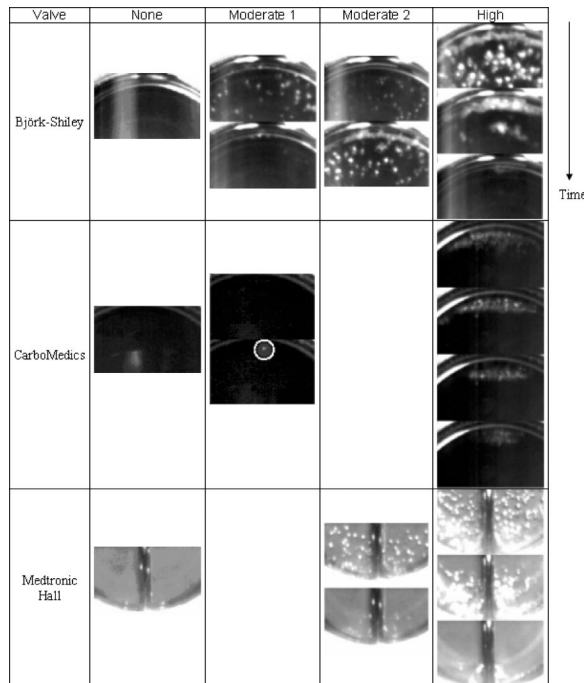 Valve None Moderate 1 Moderate 2 High
Björk-Shiley
Time
CarboMedics
Medtronic
Hall